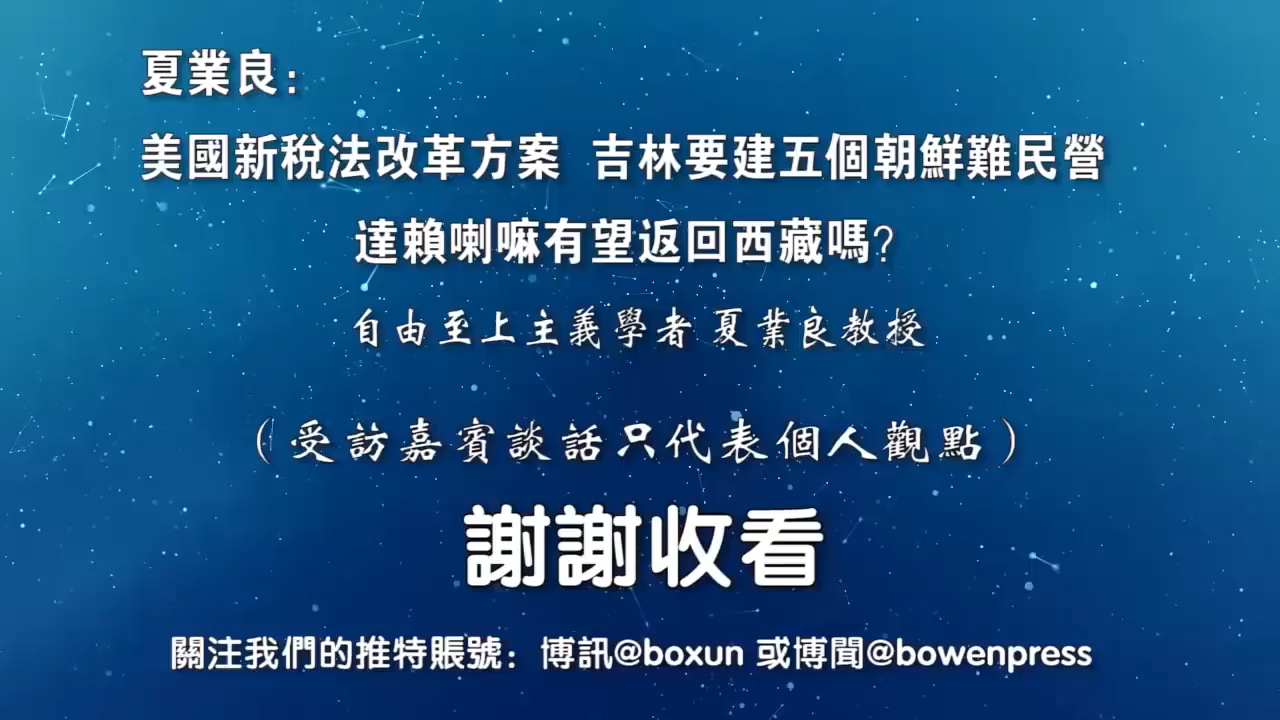 夏業良：
美國新稅法改革方案 吉林要建五個朝鮮難民營
達賴喇嘛有望返回西藏嗎?
自由至上主義學者 夏業良教授
（受訪嘉賓談話只代表個人觀點）
謝謝收看
關注我們的推特賬號：博訊@boxun 或博聞@bowenpress